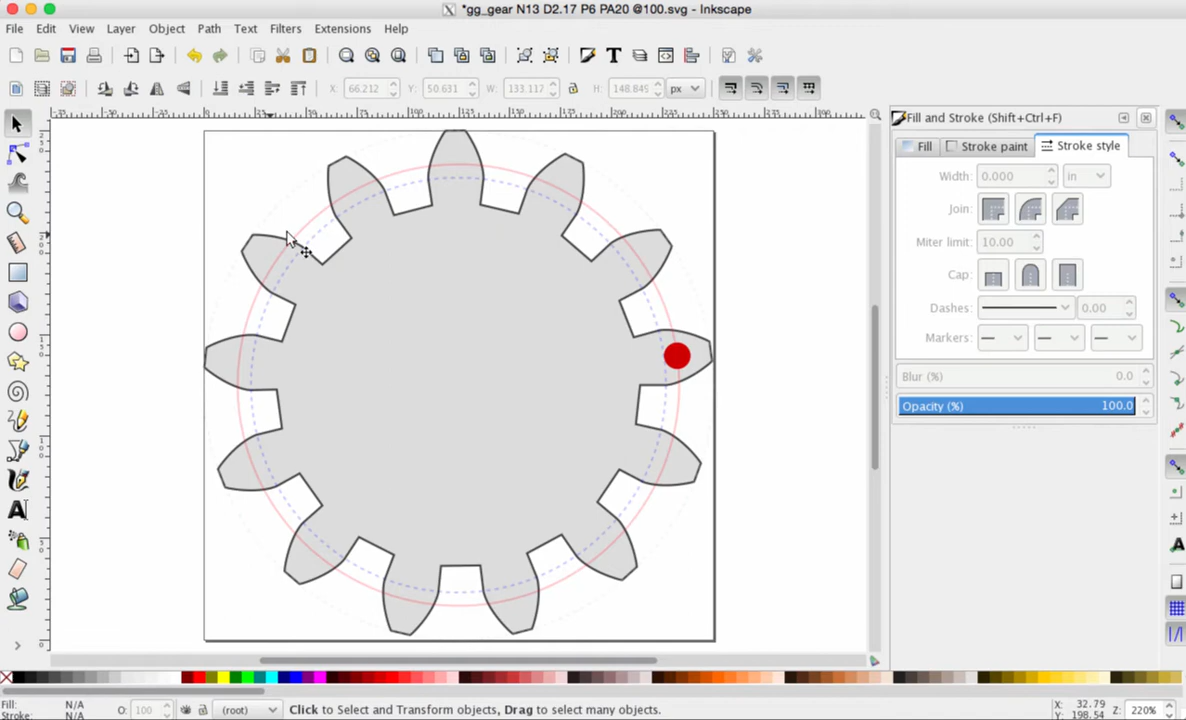 *gg_gear N13 D2.17 P6 PA20 @100.svg - Inkscape
File Edit View Layer Object Path Text Filters Extensions Help
X: 66.212 Y: 50.631 W: 133.117 H: 148.849 px
Fill and Stroke (Shift+Ctrl+F)
Fill Stroke paint Stroke style
Width: 0.000 in
Join:
Miter limit: 10.00
Cap:
Dashes: 0.00
Markers:
Blur (%) 0.0
Opacity (%) 100.0
Fill: N/A
Stroke: N/A
O: 100
(root)
Click to Select and Transform objects, Drag to select many objects.
X: 32.79
Y: 198.54
Z: 220%